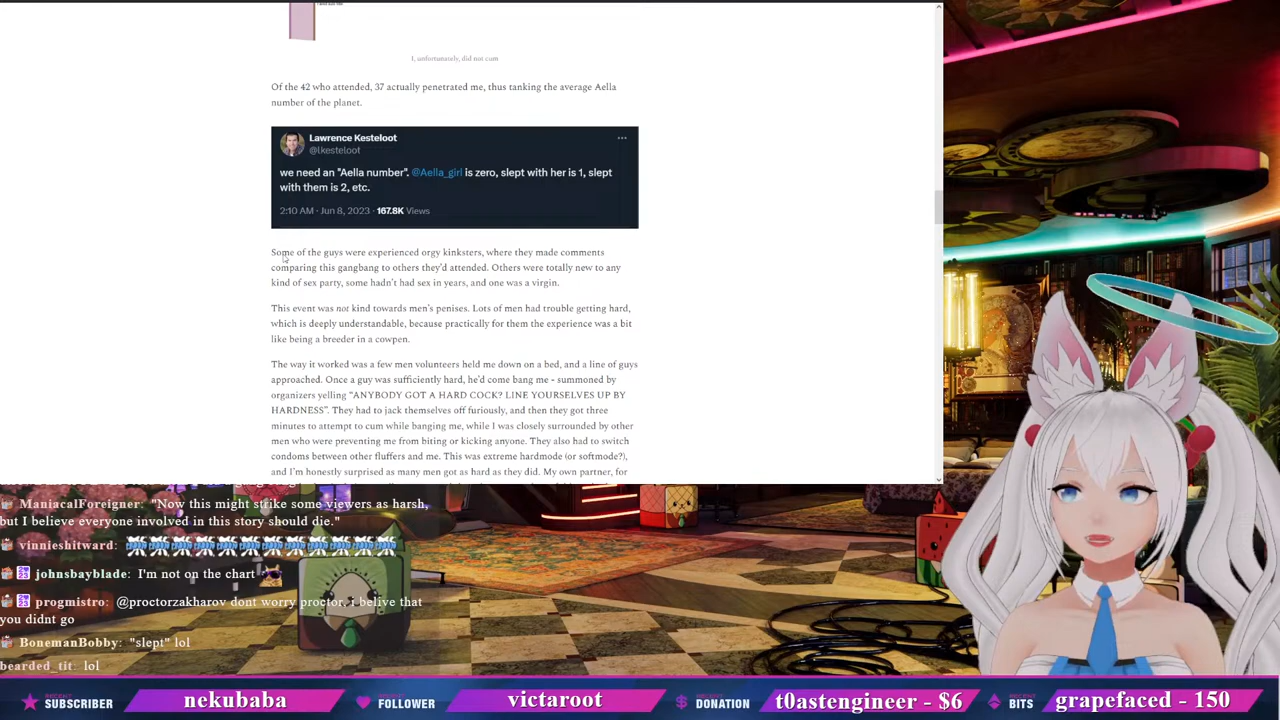 I, unfortunately, did not cum
Of the 42 who attended, 37 actually penetrated me, thus tanking the average Aella
number of the planet.
Lawrence Kesteloot
@lkesteloot
we need an "Aella number". @Aella_girl is zero, slept with her is 1, slept
with them is 2, etc.
2:10 AM · Jun 8, 2023 · 167.8K Views
Some of the guys were experienced orgy kinksters, where they made comments
comparing this gangbang to others they'd attended. Others were totally new to any
kind of sex party, some hadn't had sex in years, and one was a virgin.
This event was not kind towards men's penises. Lots of men had trouble getting hard,
which is deeply understandable, because practically for them the experience was a bit
like being a breeder in a cowpen.
The way it worked was a few men volunteers held me down on a bed, and a line of guys
approached. Once a guy was sufficiently hard, he'd come bang me - summoned by
organizers yelling "ANYBODY GOT A HARD COCK? LINE YOURSELVES UP BY
HARDNESS". They had to jack themselves off furiously, and then they got three
minutes to attempt to cum while banging me, while I was closely surrounded by other
men who were preventing me from biting or kicking anyone. They also had to switch
condoms between other fluffers and me. This was extreme hardmode (or softmode?),
and I'm honestly surprised as many men got as hard as they did. My own partner, for
ManiacalForeigner: "Now this might strike some viewers as harsh,
but I believe everyone involved in this story should die."
vinnieshitward:
johnsbayblade: I'm not on the chart
progmistro: @proctorzakharov dont worry proctor, i belive that
you didnt go
BonemanBobby: "slept" lol
bearded_tit: lol
RECENT SUBSCRIBER nekubaba RECENT FOLLOWER victaroot RECENT DONATION t0astengineer - $6 RECENT BITS grapefaced - 150